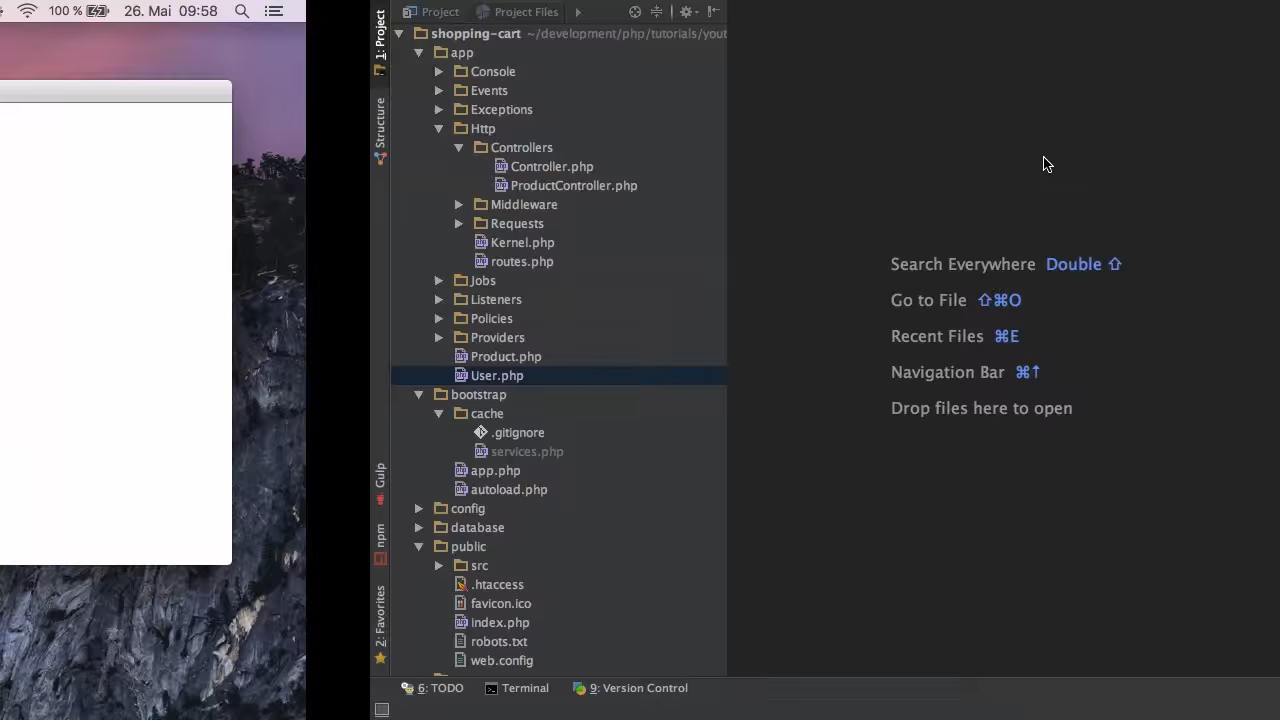 100% 26. Mai 09:58
Project Project Files
1: Project
shopping-cart ~/development/php/tutorials/yout
app
Console
Events
Exceptions
Structure
Http
Controllers
Controller.php
ProductController.php
Middleware
Requests
Kernel.php
routes.php
Jobs
Listeners
Policies
Providers
Product.php
User.php
bootstrap
cache
.gitignore
services.php
Gulp
app.php
autoload.php
config
database
npm
public
src
.htaccess
favicon.ico
index.php
2: Favorites
robots.txt
web.config
Search Everywhere Double ⇧
Go to File ⇧⌘O
Recent Files ⌘E
Navigation Bar ⌘↑
Drop files here to open
6: TODO Terminal 9: Version Control